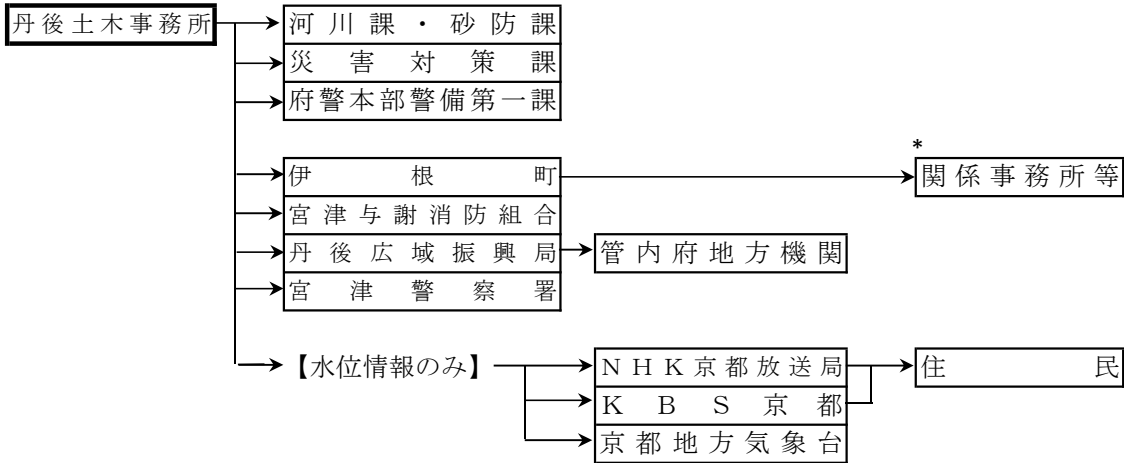 丹後土木事務所
河川課・砂防課
災害対策課
府警本部警備第一課
*
伊根町
関係事務所等
宮津与謝消防組合
丹後広域振興局
管内府地方機関
宮津警察署
【水位情報のみ】
NHK京都放送局
住民
KBS京都
京都地方気象台